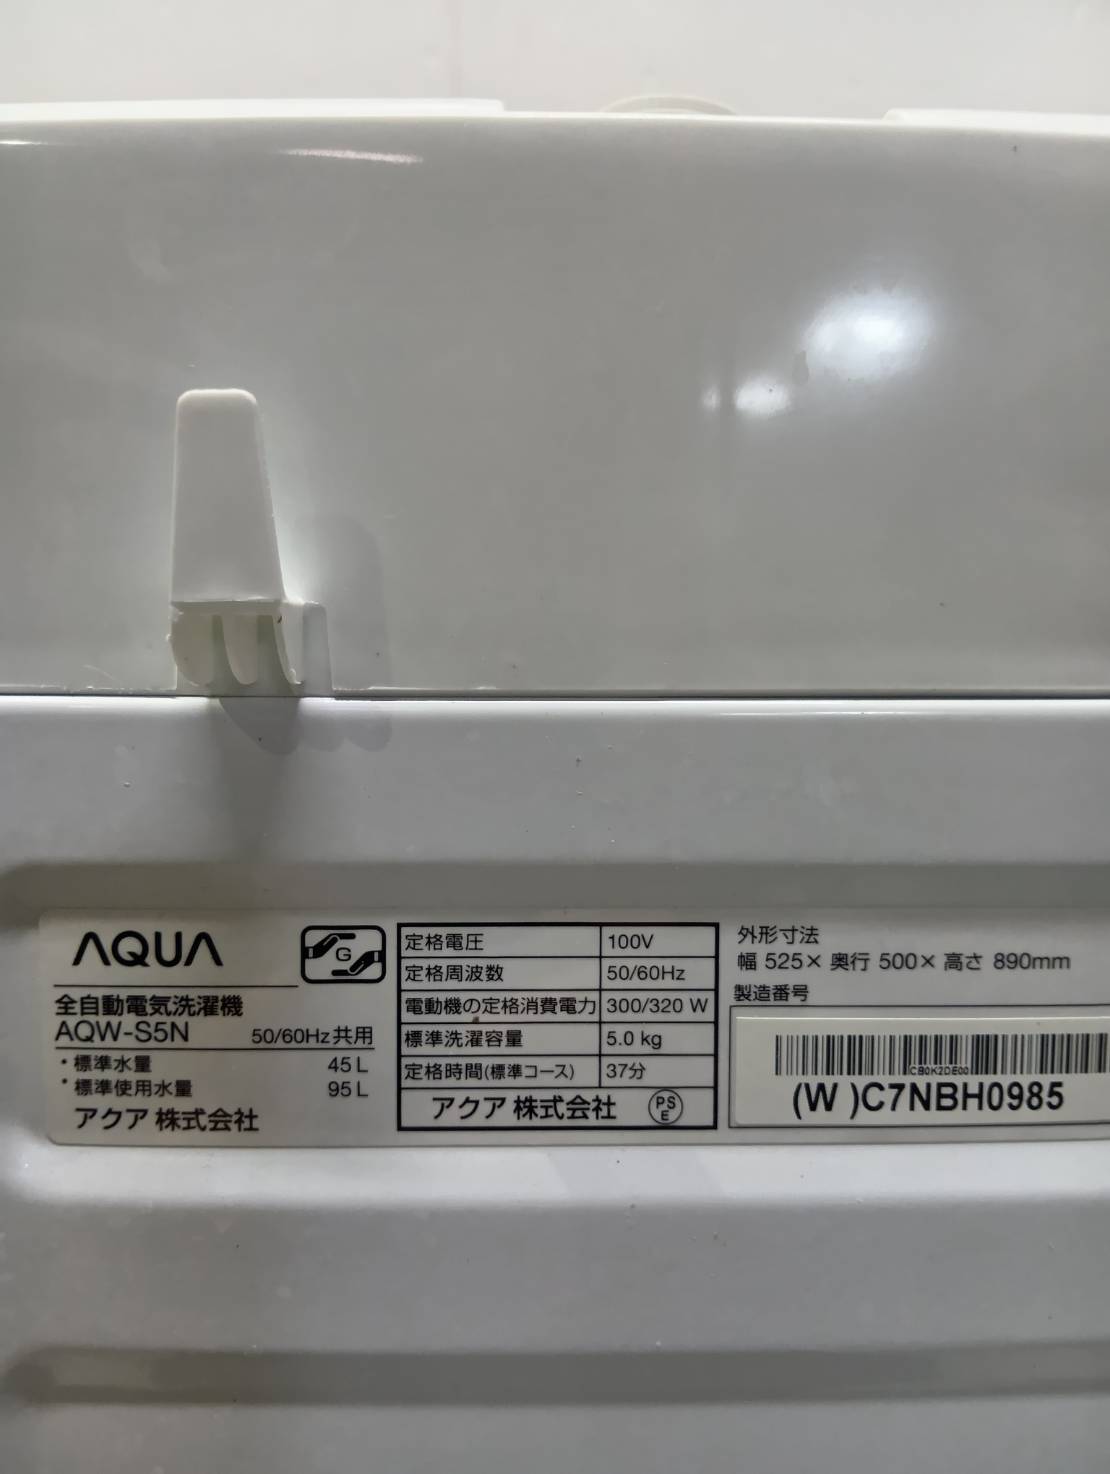 AQUA
G
全自動電気洗濯機
AQW-S5N 50/60Hz共用
・標準水量 45L
・標準使用水量 95L
アクア 株式会社
定格電圧 100V
定格周波数 50/60Hz
電動機の定格消費電力 300/320 W
標準洗濯容量 5.0 kg
定格時間(標準コース) 37分
アクア 株式会社 PSE
外形寸法
幅 525× 奥行 500× 高さ 890mm
製造番号
CB0K2DE00
(W )C7NBH0985